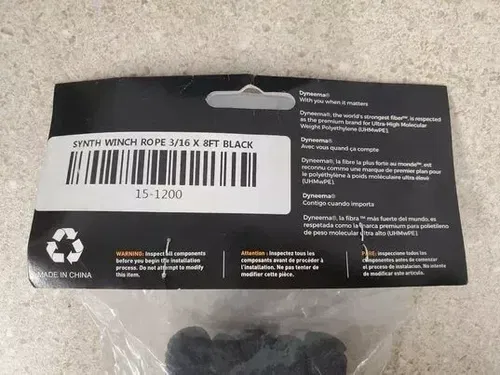 SYNTH WINCH ROPE 3/16 X 8FT BLACK
15-1200
MADE IN CHINA
Dyneema®
With you when it matters
Dyneema®, the world's strongest fiber™, is respected
as the premium brand for Ultra-High Molecular
Weight Polyethylene (UHMwPE).
Dyneema®
Avec vous quand ça compte
Dyneema®, la fibre la plus forte au monde™, est
reconnu comme une marque de premier plan pour
le polyéthylène à poids moléculaire ultra élevé
(UHMwPE).
Dyneema®
Contigo cuando importa
Dyneema®, la fibra ™ más fuerte del mundo, es
respetada como la marca premium para polietileno
de peso molecular ultra alto (UHMwPE).
WARNING: Inspect all components
before you begin the installation
process. Do not attempt to modify
this item.
Attention : Inspectez tous les
composants avant de procéder à
l'installation. Ne pas tenter de
modifier cette pièce.
inspeccione todos los
componentes antes de comenzar
el proceso de instalacion. No intente
de modificar este articulo.